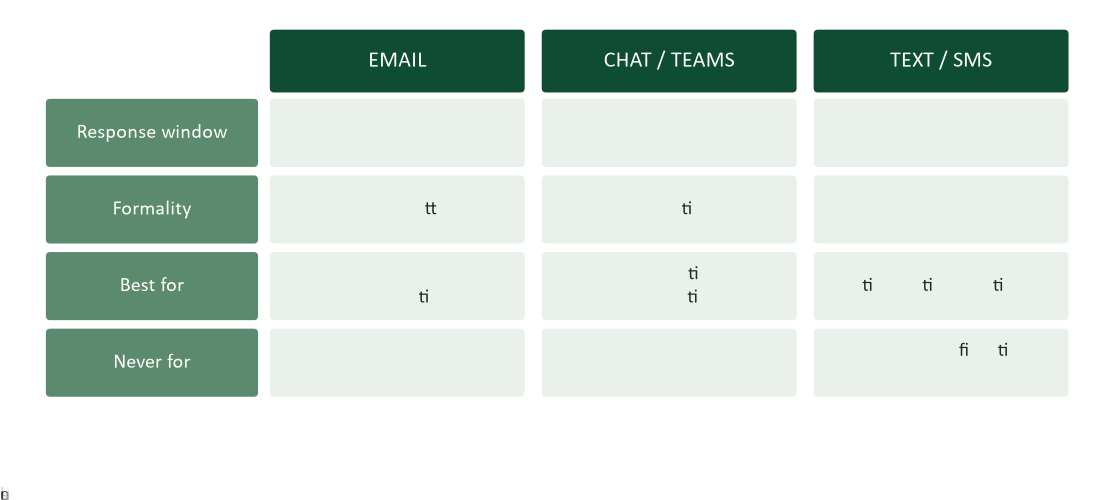 EMAIL CHAT / TEAMS TEXT / SMS
Response window
Formality tt ti
Best for
ti
ti ti ti ti
ti
Never for
fi ti